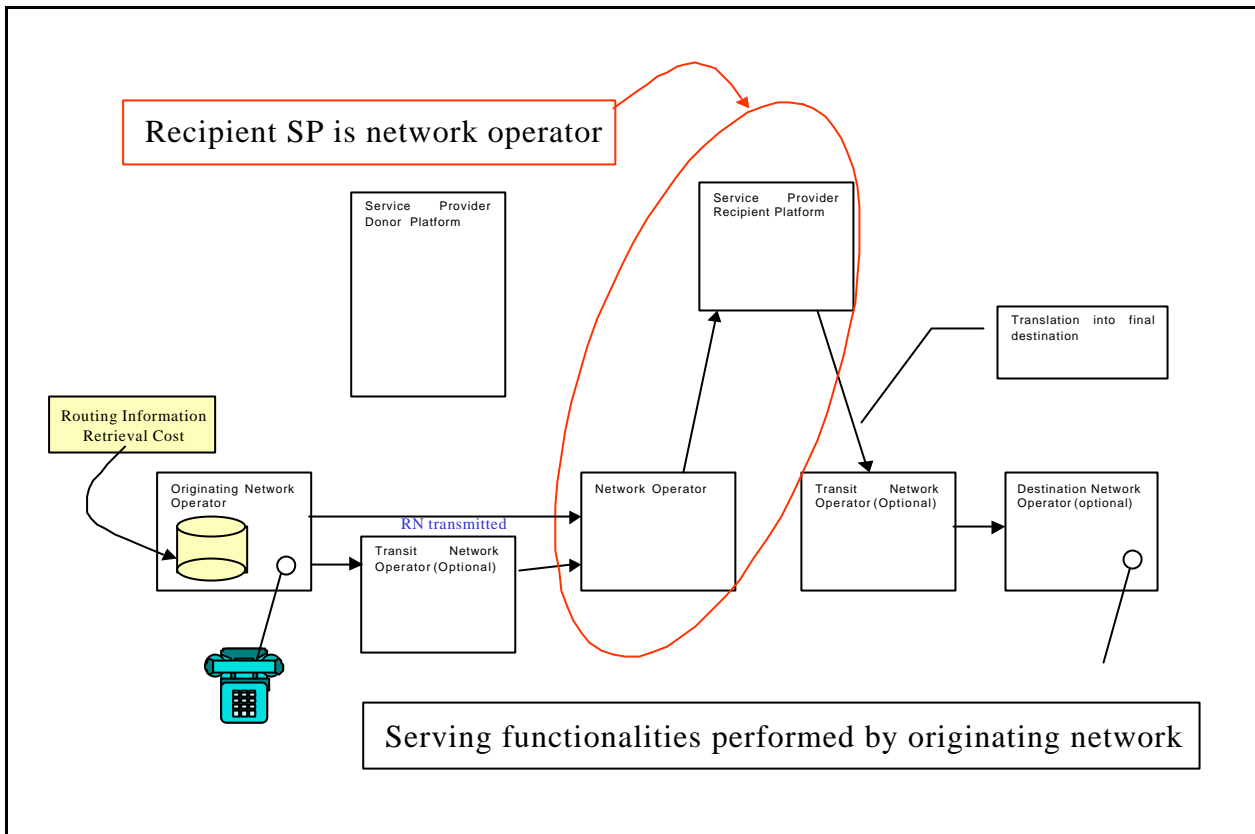 Recipient SP is network operator
Service Provider
Donor Platform
Service Provider
Recipient Platform
Translation into final
destination
Routing Information
Retrieval Cost
Originating Network
Operator
RN transmitted
Transit Network
Operator (Optional)
Network Operator
Transit Network
Operator (Optional)
Destination Network
Operator (optional)
Serving functionalities performed by originating network